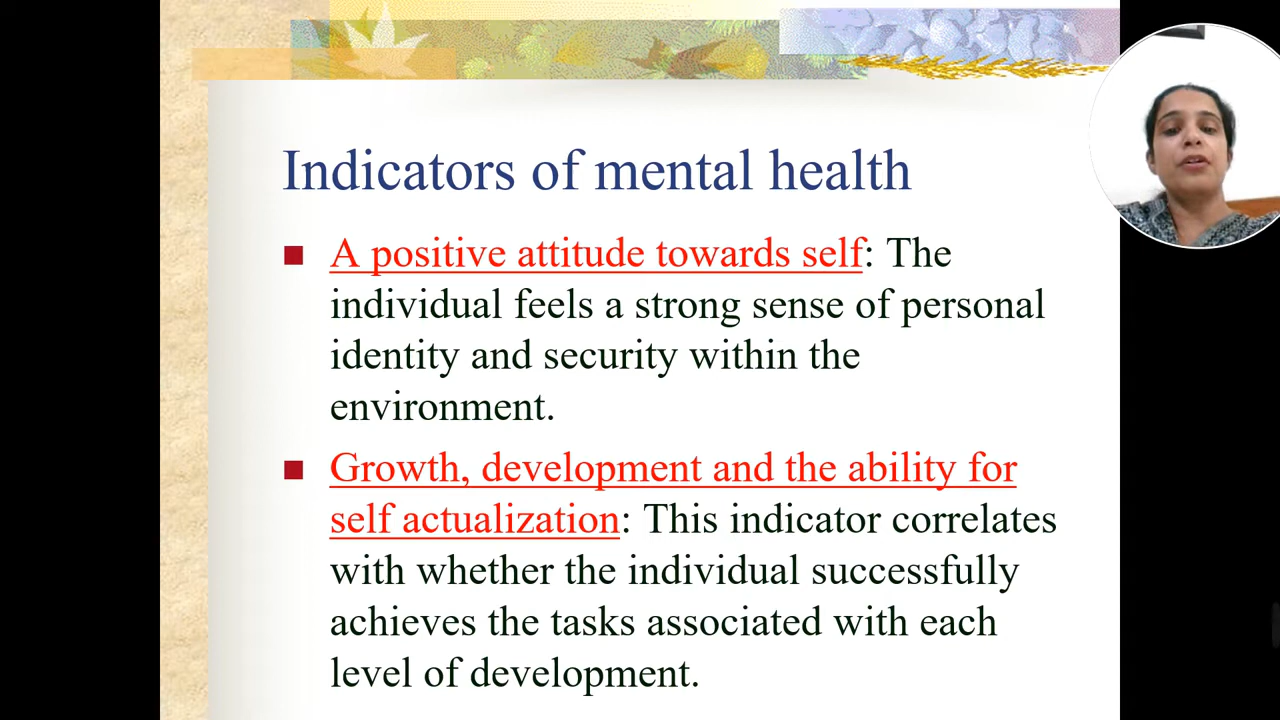 Indicators of mental health
A positive attitude towards self: The
individual feels a strong sense of personal
identity and security within the
environment.
Growth, development and the ability for
self actualization: This indicator correlates
with whether the individual successfully
achieves the tasks associated with each
level of development.